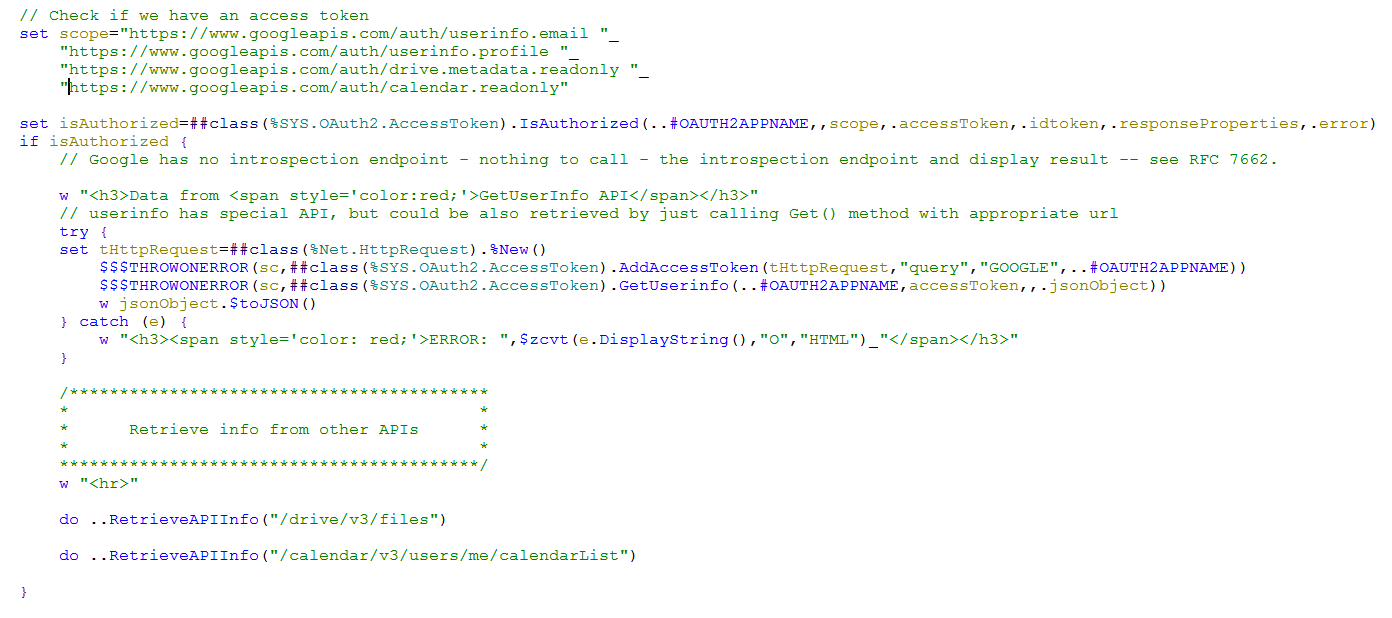 // Check if we have an access token
set scope="https://www.googleapis.com/auth/userinfo.email "_
"https://www.googleapis.com/auth/userinfo.profile "_
"https://www.googleapis.com/auth/drive.metadata.readonly "_
"https://www.googleapis.com/auth/calendar.readonly"
set isAuthorized=##class(%SYS.OAuth2.AccessToken).IsAuthorized(..#OAUTH2APPNAME,,scope,.accessToken,.idtoken,.responseProperties,.error)
if isAuthorized {
// Google has no introspection endpoint - nothing to call - the introspection endpoint and display result -- see RFC 7662.
w "<h3>Data from <span style='color:red;'>GetUserInfo API</span></h3>"
// userinfo has special API, but could be also retrieved by just calling Get() method with appropriate url
try {
set tHttpRequest=##class(%Net.HttpRequest).%New()
$$$THROWONERROR(sc,##class(%SYS.OAuth2.AccessToken).AddAccessToken(tHttpRequest,"query","GOOGLE",..#OAUTH2APPNAME))
$$$THROWONERROR(sc,##class(%SYS.OAuth2.AccessToken).GetUserinfo(..#OAUTH2APPNAME,accessToken,,.jsonObject))
w jsonObject.$toJSON()
} catch (e) {
w "<h3><span style='color: red;'>ERROR: ",$zcvt(e.DisplayString(),"O","HTML")_"</span></h3>"
}
/******************************************
* *
* Retrieve info from other APIs *
* *
******************************************/
w "<hr>"
do ..RetrieveAPIInfo("/drive/v3/files")
do ..RetrieveAPIInfo("/calendar/v3/users/me/calendarList")
}